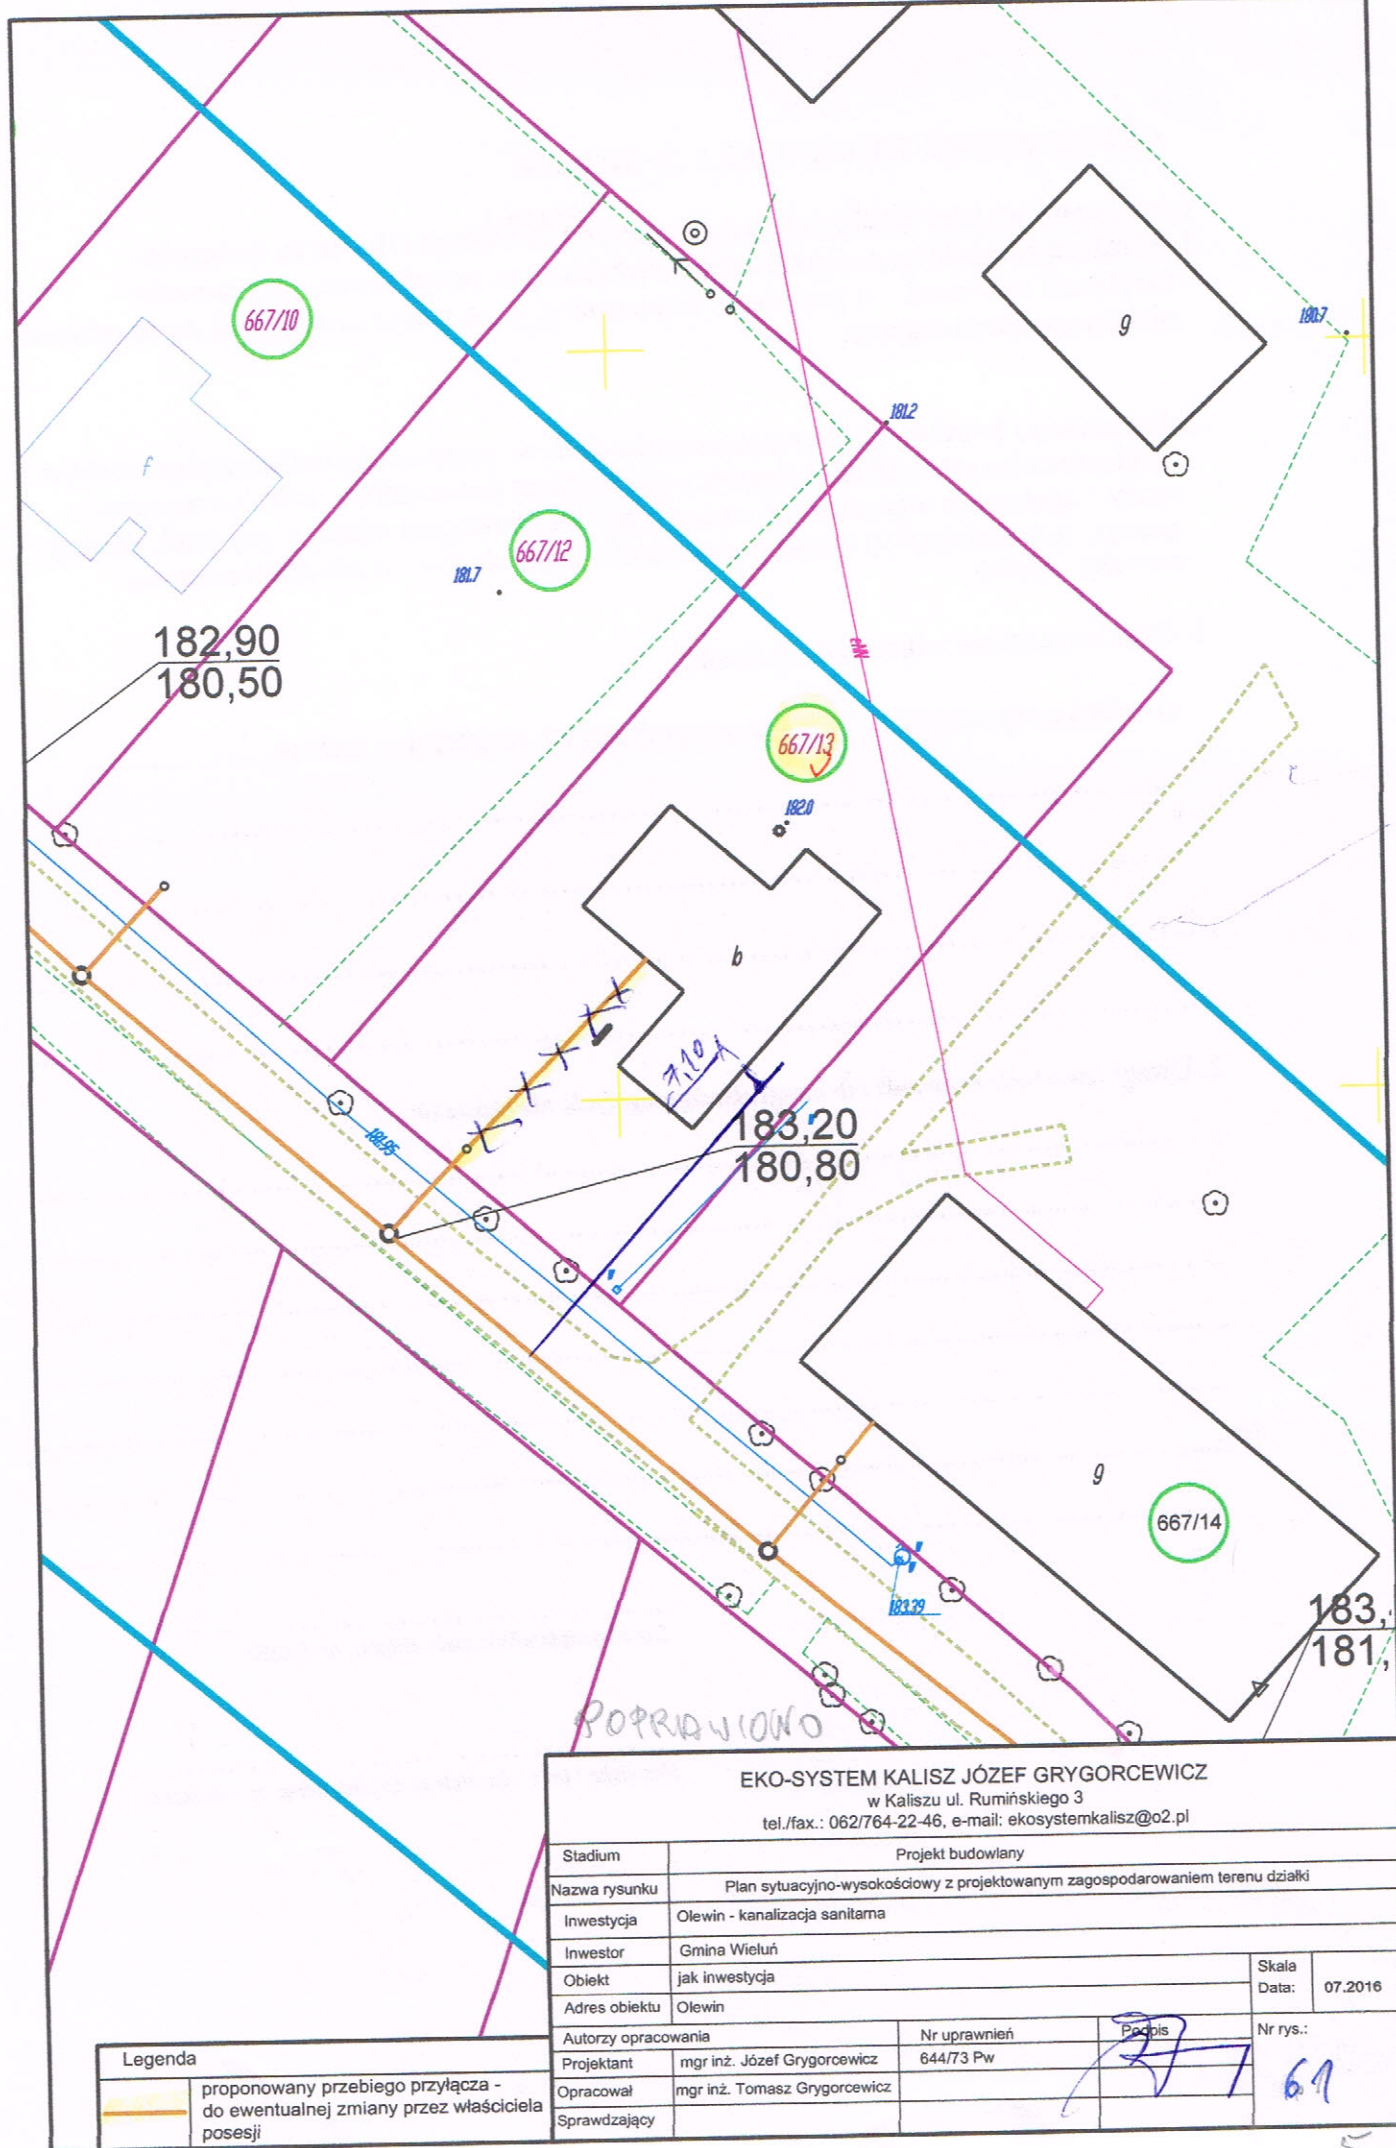 667/10
g
180.7
181.2
f
667/12
181.7
182,90
180,50
eNN
667/13
182.0
b
7,10
183,20
180,80
181.95
g
667/14
183.39
183,
181,
POPRAWIONO
EKO-SYSTEM KALISZ JÓZEF GRYGORCEWICZ
w Kaliszu ul. Rumińskiego 3
tel./fax.: 062/764-22-46, e-mail: ekosystemkalisz@o2.pl
Stadium Projekt budowlany
Nazwa rysunku Plan sytuacyjno-wysokościowy z projektowanym zagospodarowaniem terenu działki
Inwestycja Olewin - kanalizacja sanitarna
Inwestor Gmina Wieluń
Obiekt jak inwestycja
Skala
Data: 07.2016
Adres obiektu Olewin
Autorzy opracowania Nr uprawnień Podpis Nr rys.:
Projektant mgr inż. Józef Grygorcewicz 644/73 Pw
Opracował mgr inż. Tomasz Grygorcewicz
61
Sprawdzający
Legenda
proponowany przebiego przyłącza -
do ewentualnej zmiany przez właściciela
posesji